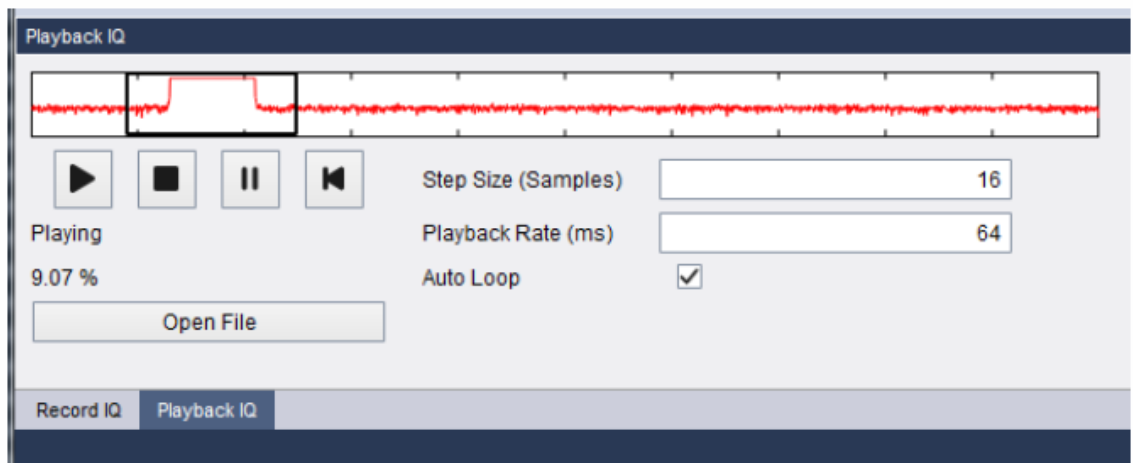 Playback IQ
Step Size (Samples) 16
Playing Playback Rate (ms) 64
9.07 % Auto Loop
Open File
Record IQ Playback IQ